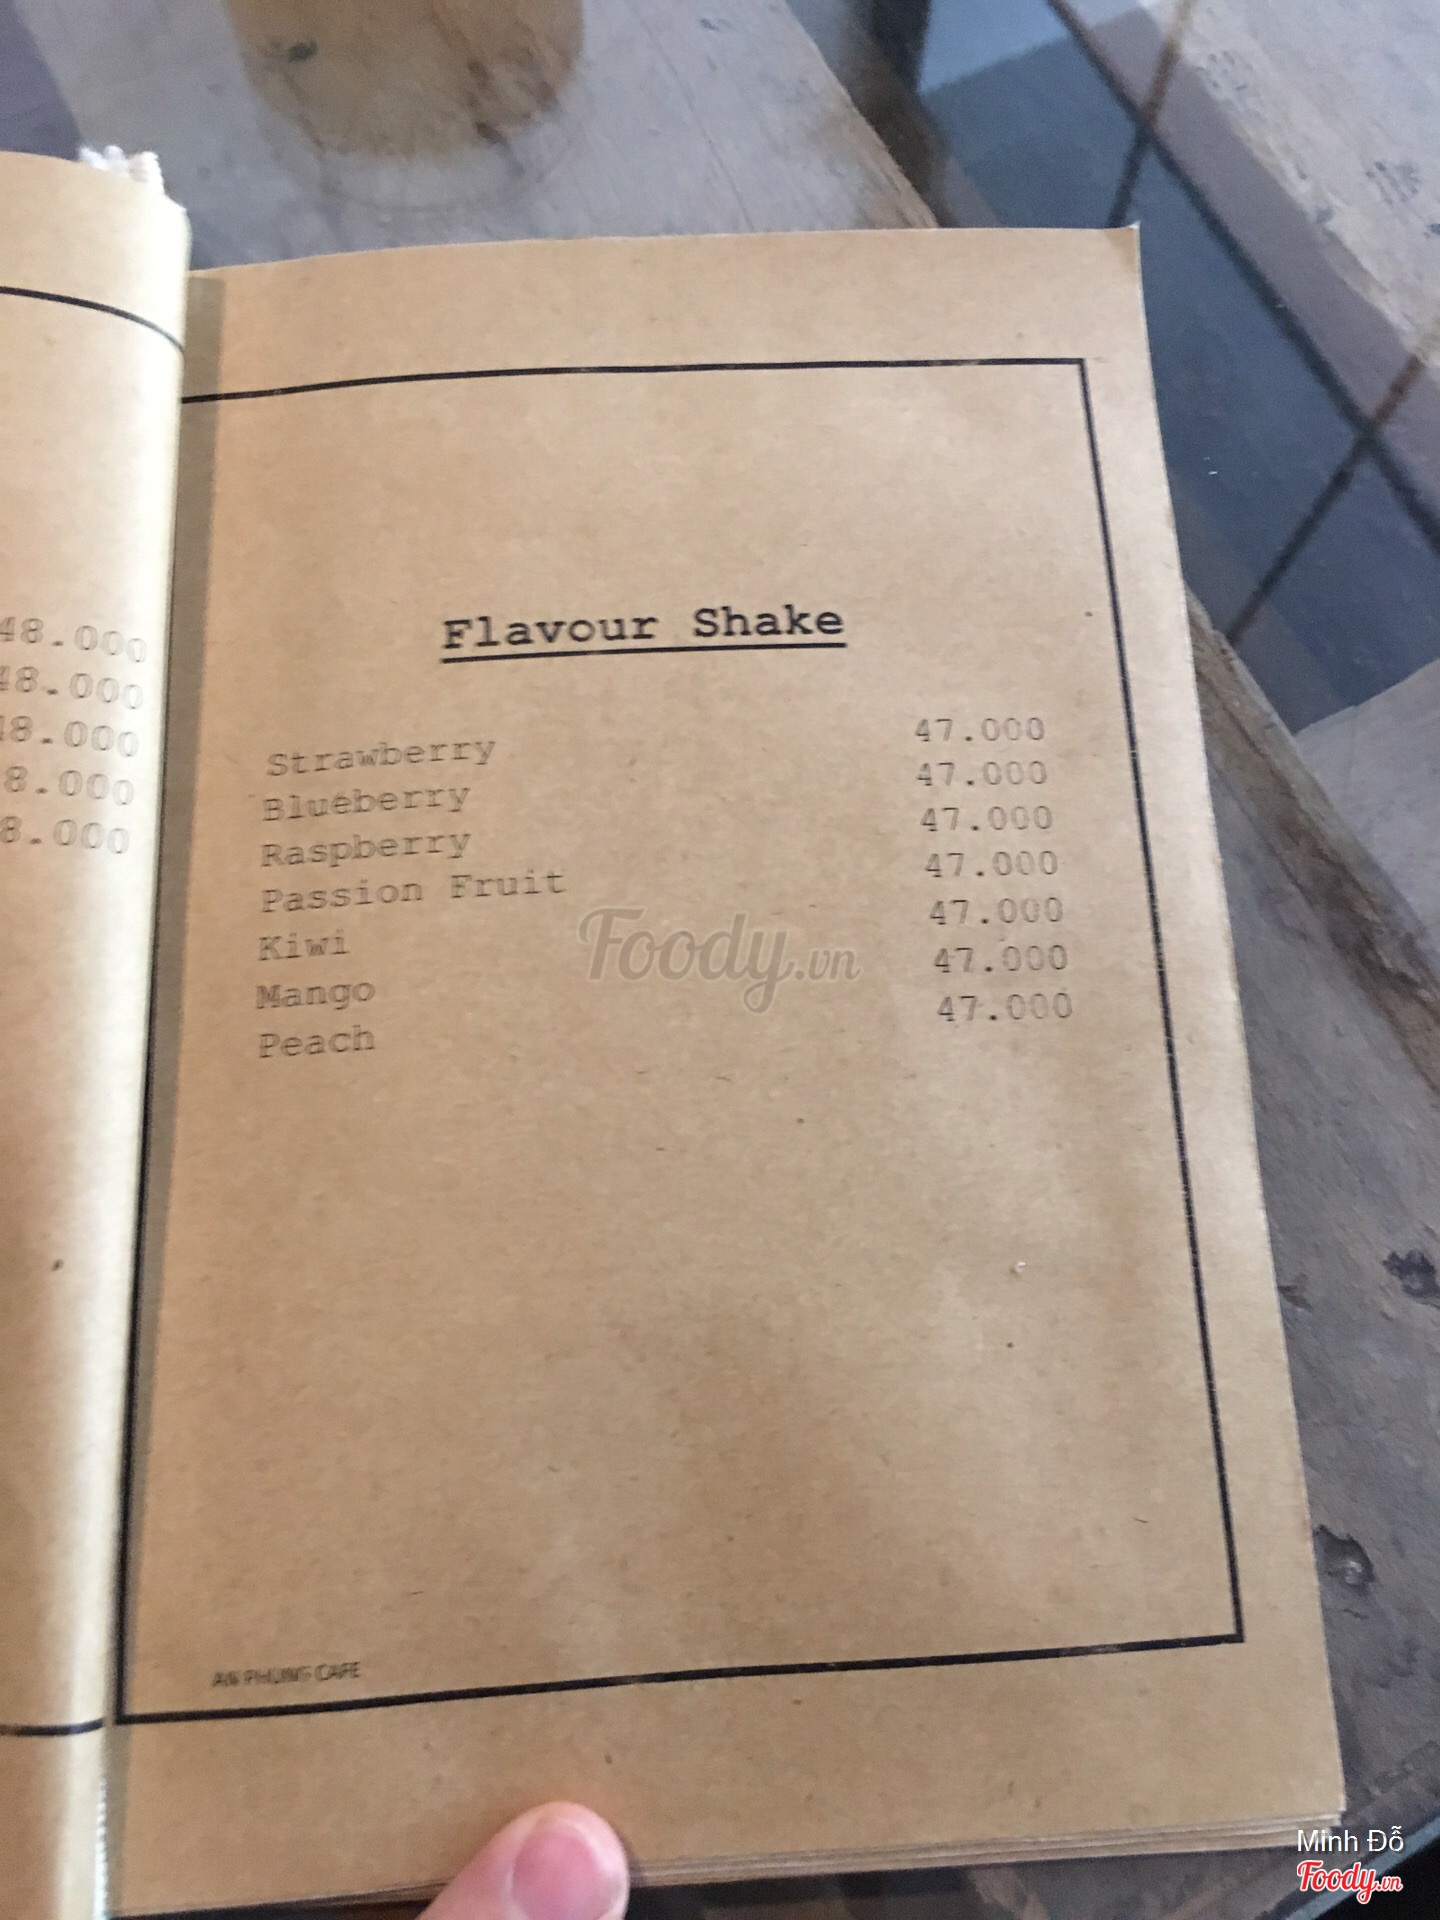 48.000
48.000
48.000
8.000
8.000
Flavour Shake
Strawberry 47.000
Blueberry 47.000
Raspberry 47.000
Passion Fruit 47.000
Kiwi 47.000
Mango 47.000
Peach 47.000
Foody.vn
AN PHUNG CAFE
Minh Đỗ
Foody.vn